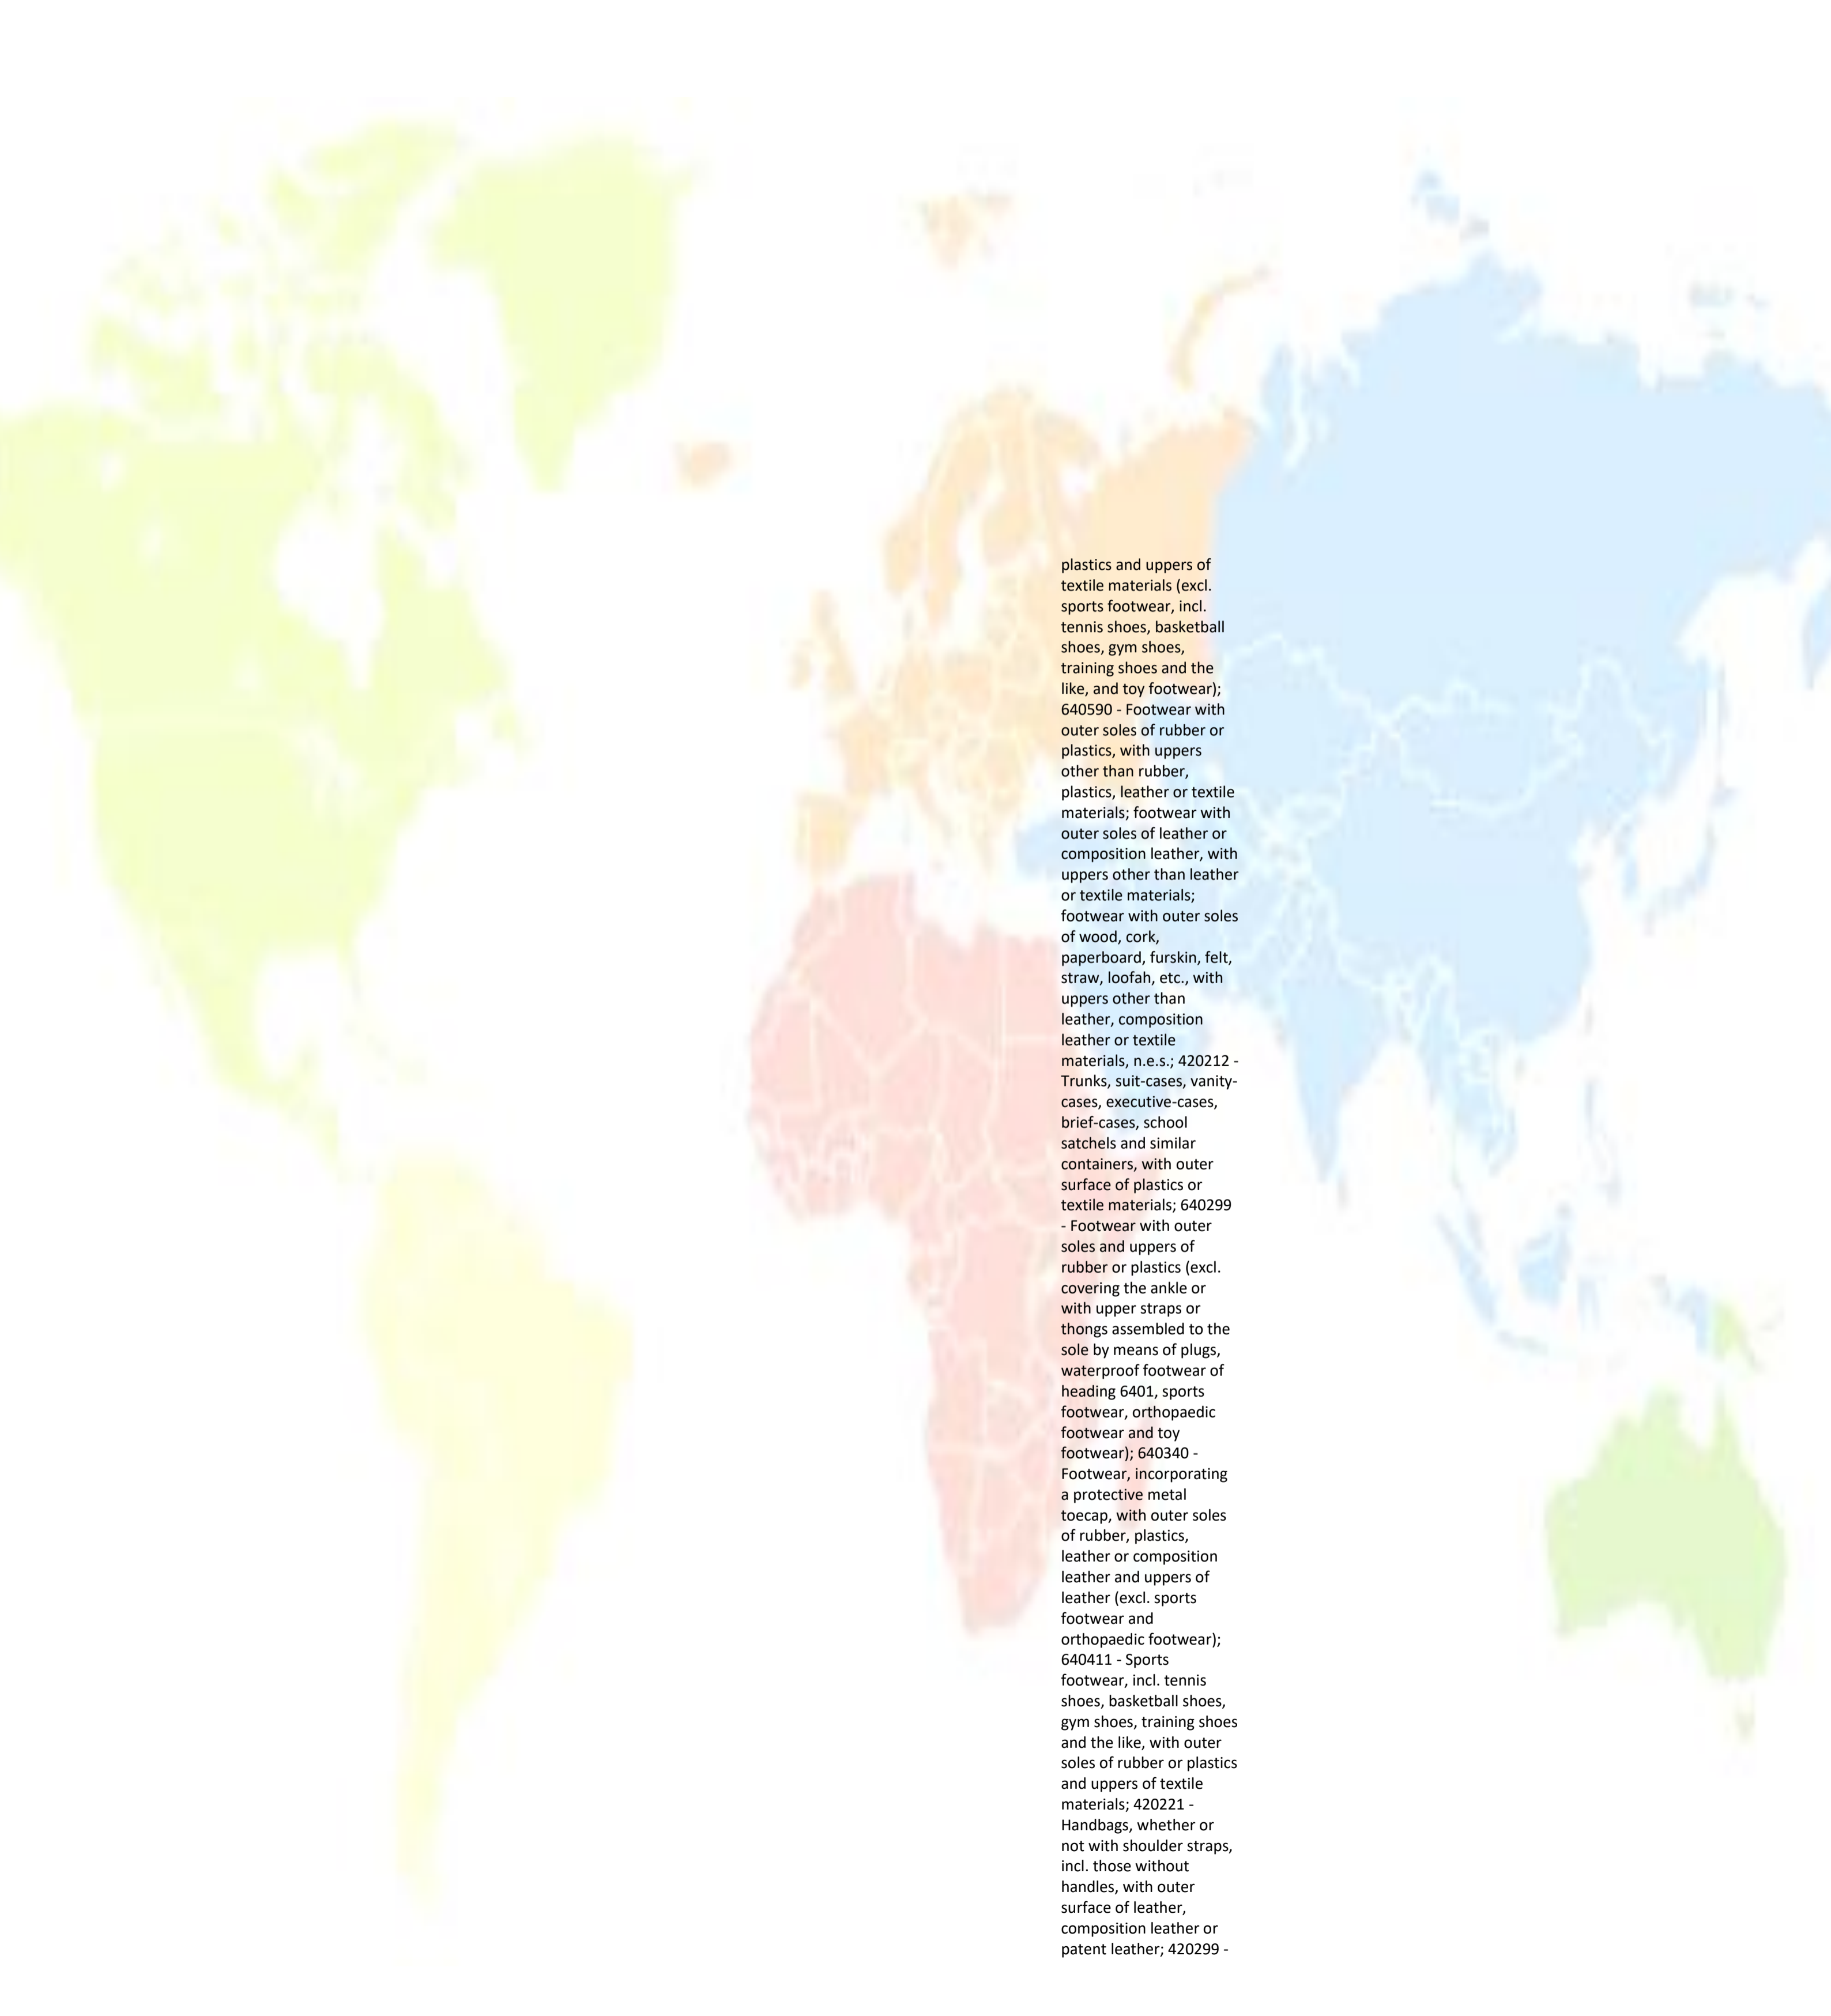 plastics and uppers of
textile materials (excl.
sports footwear, incl.
tennis shoes, basketball
shoes, gym shoes,
training shoes and the
like, and toy footwear);
640590 - Footwear with
outer soles of rubber or
plastics, with uppers
other than rubber,
plastics, leather or textile
materials; footwear with
outer soles of leather or
composition leather, with
uppers other than leather
or textile materials;
footwear with outer soles
of wood, cork,
paperboard, furskin, felt,
straw, loofah, etc., with
uppers other than
leather, composition
leather or textile
materials, n.e.s.; 420212 -
Trunks, suit-cases, vanity-
cases, executive-cases,
brief-cases, school
satchels and similar
containers, with outer
surface of plastics or
textile materials; 640299
- Footwear with outer
soles and uppers of
rubber or plastics (excl.
covering the ankle or
with upper straps or
thongs assembled to the
sole by means of plugs,
waterproof footwear of
heading 6401, sports
footwear, orthopaedic
footwear and toy
footwear); 640340 -
Footwear, incorporating
a protective metal
toecap, with outer soles
of rubber, plastics,
leather or composition
leather and uppers of
leather (excl. sports
footwear and
orthopaedic footwear);
640411 - Sports
footwear, incl. tennis
shoes, basketball shoes,
gym shoes, training shoes
and the like, with outer
soles of rubber or plastics
and uppers of textile
materials; 420221 -
Handbags, whether or
not with shoulder straps,
incl. those without
handles, with outer
surface of leather,
composition leather or
patent leather; 420299 -